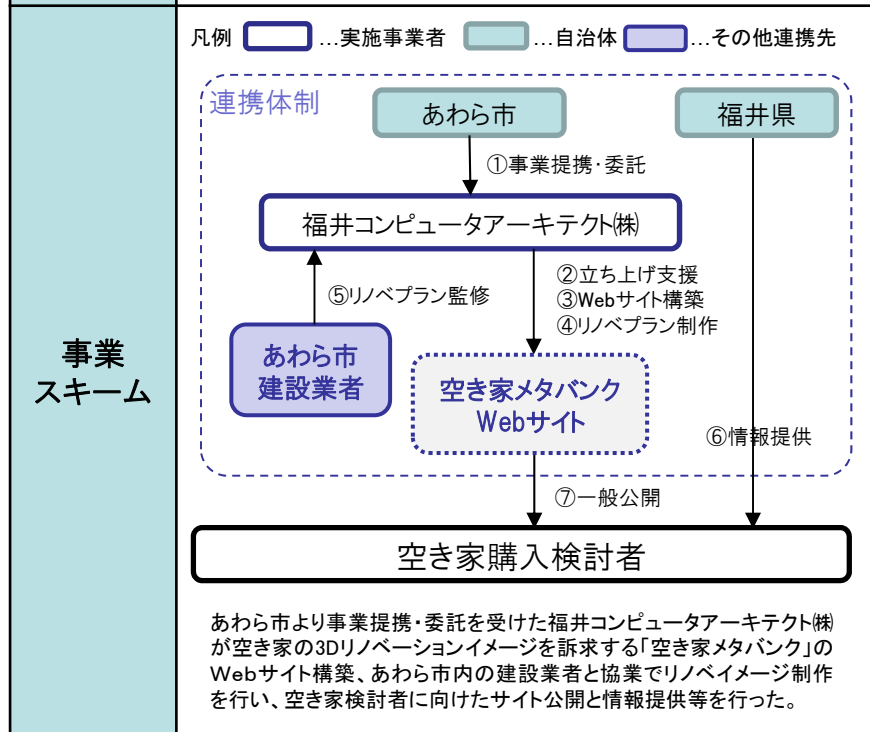 凡例 …実施事業者 …自治体 …その他連携先
連携体制
あわら市
福井県
①事業提携・委託
福井コンピュータアーキテクト㈱
②立ち上げ支援
③Webサイト構築
④リノベプラン制作
⑤リノベプラン監修
あわら市
建設業者
空き家メタバンク
Webサイト
⑥情報提供
⑦一般公開
空き家購入検討者
事業
スキーム
あわら市より事業提携・委託を受けた福井コンピュータアーキテクト㈱
が空き家の3Dリノベーションイメージを訴求する「空き家メタバンク」の
Ｗebサイト構築、あわら市内の建設業者と協業でリノベイメージ制作
を行い、空き家検討者に向けたサイト公開と情報提供等を行った。